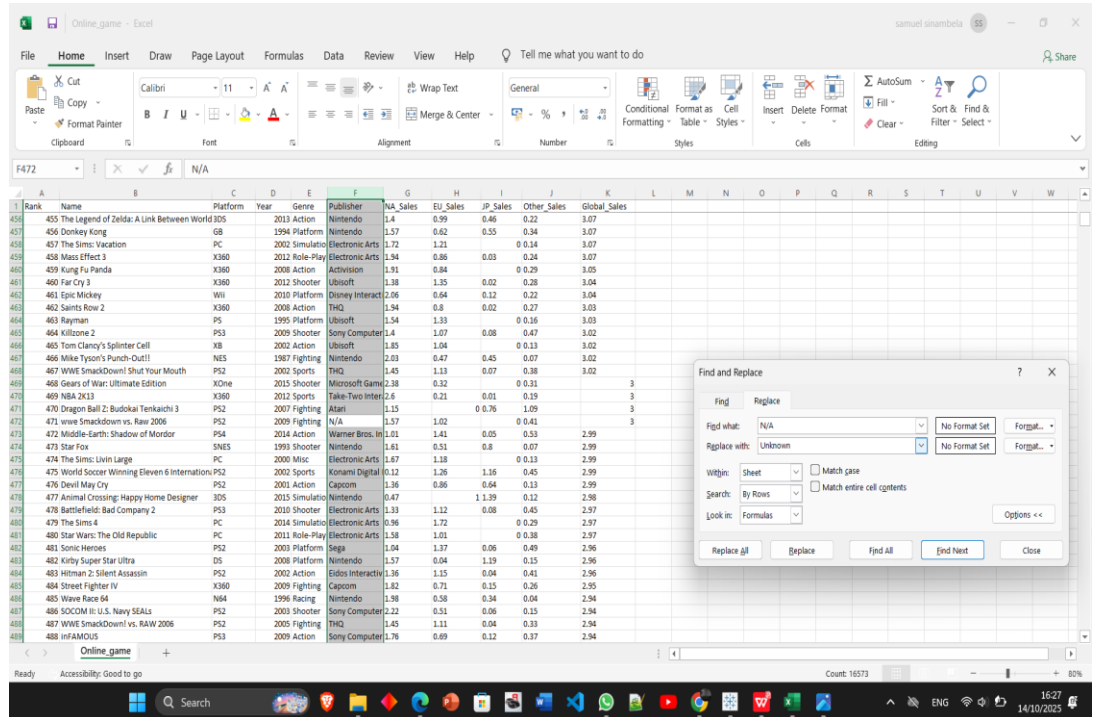 Online_game - Excel samuel sinambela SS
File Home Insert Draw Page Layout Formulas Data Review View Help Tell me what you want to do Share
Cut Calibri 11 Wrap Text General AutoSum
Copy Fill
Paste Format Painter B I U Merge & Center % Conditional Formatting Format as Table Cell Styles Insert Delete Format Clear Sort & Filter Find & Select
Clipboard Font Alignment Number Styles Cells Editing
F472 fx N/A
A B C D E F G H I J K L M N O P Q R S T U V W
1 Rank Name Platform Year Genre Publisher NA_Sales EU_Sales JP_Sales Other_Sales Global_Sales
456 455 The Legend of Zelda: A Link Between World 3DS 2013 Action Nintendo 1.4 0.99 0.46 0.22 3.07
457 456 Donkey Kong GB 1994 Platform Nintendo 1.57 0.62 0.55 0.34 3.07
458 457 The Sims: Vacation PC 2002 Simulatio Electronic Arts 1.72 1.21 0 0.14 3.07
459 458 Mass Effect 3 X360 2012 Role-Play Electronic Arts 1.94 0.86 0.03 0.24 3.07
460 459 Kung Fu Panda X360 2008 Action Activision 1.91 0.84 0 0.29 3.05
461 460 Far Cry 3 X360 2012 Shooter Ubisoft 1.38 1.35 0.02 0.28 3.04
462 461 Epic Mickey Wii 2010 Platform Disney Interact 2.06 0.64 0.12 0.22 3.04
463 462 Saints Row 2 X360 2008 Action THQ 1.94 0.8 0.02 0.27 3.03
464 463 Rayman PS 1995 Platform Ubisoft 1.54 1.33 0 0.16 3.03
465 464 Killzone 2 PS3 2009 Shooter Sony Computer 1.4 1.07 0.08 0.47 3.02
466 465 Tom Clancy's Splinter Cell XB 2002 Action Ubisoft 1.85 1.04 0 0.13 3.02
467 466 Mike Tyson's Punch-Out!! NES 1987 Fighting Nintendo 2.03 0.47 0.45 0.07 3.02
468 467 WWE SmackDown! Shut Your Mouth PS2 2002 Sports THQ 1.45 1.13 0.07 0.38 3.02
469 468 Gears of War: Ultimate Edition XOne 2015 Shooter Microsoft Game 2.38 0.32 0 0.31 3
470 469 NBA 2K13 X360 2012 Sports Take-Two Inter 2.6 0.21 0.01 0.19 3
471 470 Dragon Ball Z: Budokai Tenkaichi 3 PS2 2007 Fighting Atari 1.15 0 0.76 1.09 3
472 471 wwe Smackdown vs. Raw 2006 PS2 2009 Fighting N/A 1.57 1.02 0 0.41 3
473 472 Middle-Earth: Shadow of Mordor PS4 2014 Action Warner Bros. In 1.01 1.41 0.05 0.53 2.99
474 473 Star Fox SNES 1993 Shooter Nintendo 1.61 0.51 0.8 0.07 2.99
475 474 The Sims: Livin Large PC 2000 Misc Electronic Arts 1.67 1.18 0 0.13 2.99
476 475 World Soccer Winning Eleven 6 Internation PS2 2002 Sports Konami Digital 0.12 1.26 1.16 0.45 2.99
477 476 Devil May Cry PS2 2001 Action Capcom 1.36 0.86 0.64 0.13 2.99
478 477 Animal Crossing: Happy Home Designer 3DS 2015 Simulatio Nintendo 0.47 1 1.39 0.12 2.98
479 478 Battlefield: Bad Company 2 PS3 2010 Shooter Electronic Arts 1.33 1.12 0.08 0.45 2.97
480 479 The Sims 4 PC 2014 Simulatio Electronic Arts 0.96 1.72 0 0.29 2.97
481 480 Star Wars: The Old Republic PC 2011 Role-Play Electronic Arts 1.58 1.01 0 0.38 2.97
482 481 Sonic Heroes PS2 2003 Platform Sega 1.04 1.37 0.06 0.49 2.96
483 482 Kirby Super Star Ultra DS 2008 Platform Nintendo 1.57 0.04 1.19 0.15 2.96
484 483 Hitman 2: Silent Assassin PS2 2002 Action Eidos Interactiv 1.36 1.15 0.04 0.41 2.96
485 484 Street Fighter IV X360 2009 Fighting Capcom 1.82 0.71 0.15 0.26 2.95
486 485 Wave Race 64 N64 1996 Racing Nintendo 1.98 0.58 0.34 0.04 2.94
487 486 SOCOM II: U.S. Navy SEALs PS2 2003 Shooter Sony Computer 2.22 0.51 0.06 0.15 2.94
488 487 WWE SmackDown! vs. RAW 2006 PS2 2005 Fighting THQ 1.45 1.11 0.04 0.33 2.94
489 488 inFAMOUS PS3 2009 Action Sony Computer 1.76 0.69 0.12 0.37 2.94
Find and Replace ? X
Find Replace
Find what: N/A No Format Set Format...
Replace with: Unknown No Format Set Format...
Within: Sheet Match case
Search: By Rows Match entire cell contents
Look in: Formulas Options <<
Replace All Replace Find All Find Next Close
Online_game
Ready Accessibility: Good to go Count: 16573 80%
Search ENG 16:27
14/10/2025